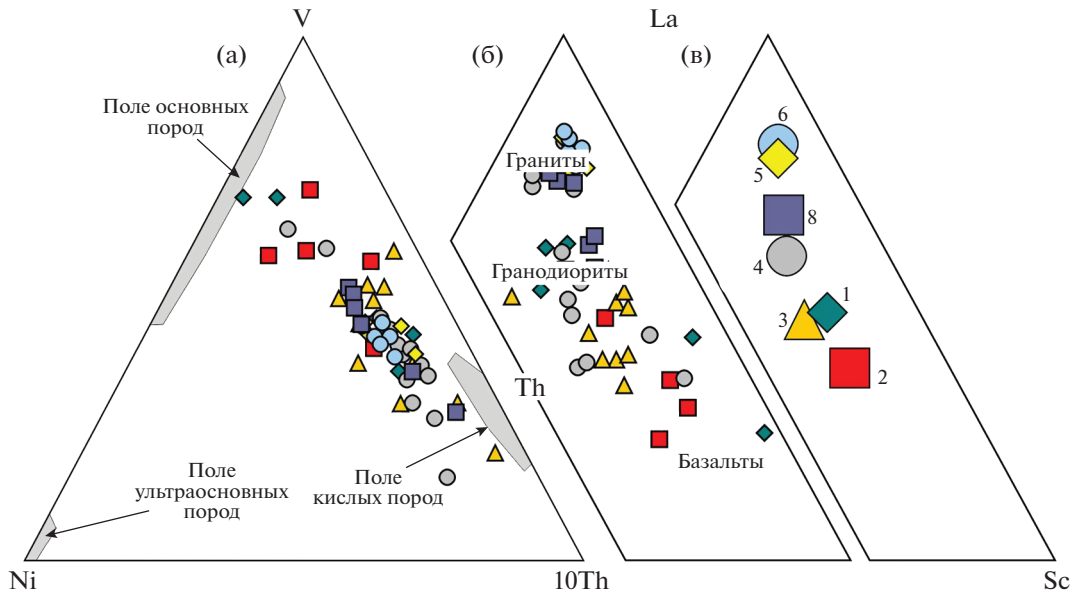 V
La
(а)
(б)
(в)
Поле основных
пород
Граниты
Гранодиориты
Базальты
Th
6
5
8
4
1
3
2
Поле
ультраосновных
пород
Поле
кислых пород
Ni
10Th
Sc